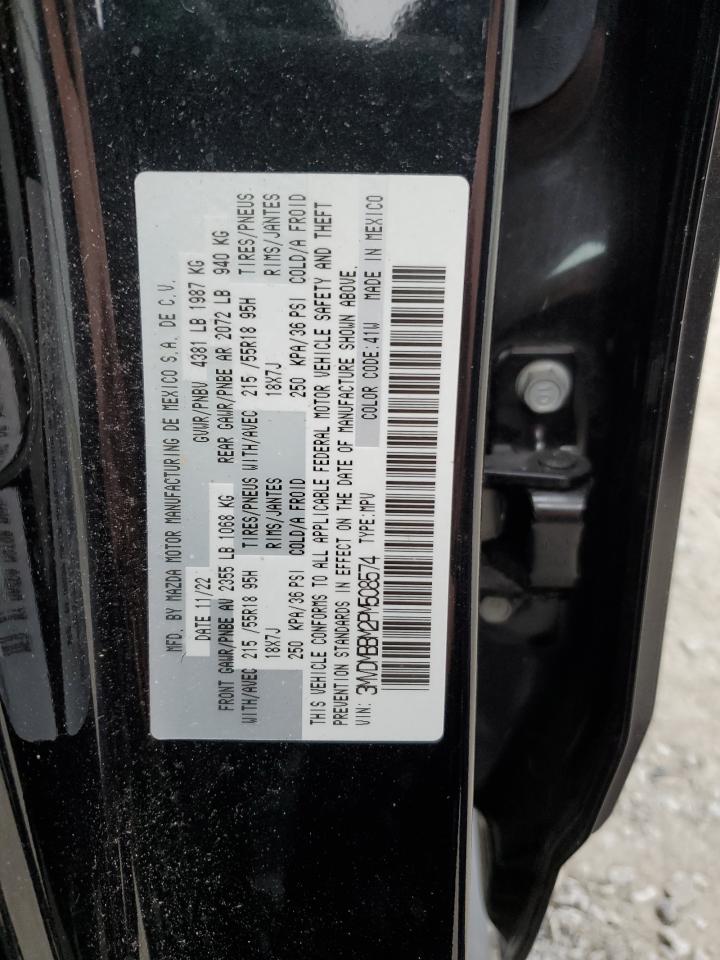 MFD. BY MAZDA MOTOR MANUFACTURING DE MEXICO S.A. DE C.V.
DATE 11/22 GVWR/PNBV 4381 LB 1987 KG
FRONT GAWR/PNBE AV 2355 LB 1068 KG REAR GAWR/PNBE AR 2072 LB 940 KG
WITH/AVEC 215 /55R18 95H TIRES/PNEUS WITH/AVEC 215 /55R18 95H TIRES/PNEUS
18X7J RIMS/JANTES 18X7J RIMS/JANTES
250 KPA/36 PSI COLD/A FROID 250 KPA/36 PSI COLD/A FROID
THIS VEHICLE CONFORMS TO ALL APPLICABLE FEDERAL MOTOR VEHICLE SAFETY AND THEFT
PREVENTION STANDARDS IN EFFECT ON THE DATE OF MANUFACTURE SHOWN ABOVE.
VIN: 3MVDMBBM2PM508574 TYPE:MPV COLOR CODE:41W MADE IN MEXICO